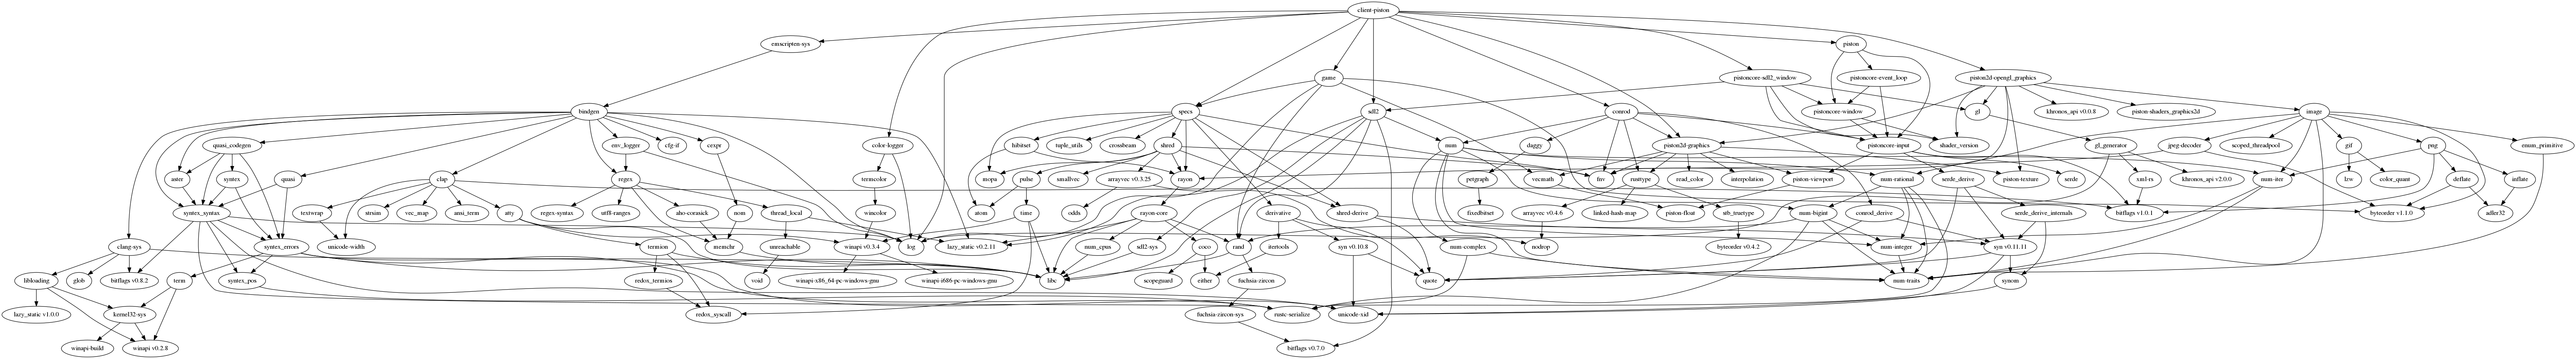 client-piston
emscripten-sys
piston
game
pistoncore-sdl2_window
pistoncore-event_loop
piston2d-opengl_graphics
bindgen
specs
sdl2
conrod
pistoncore-window
gl
khronos_api v0.0.8
piston-shaders_graphics2d
image
quasi_codegen
env_logger
cfg-if
cexpr
color-logger
hibitset
tuple_utils
crossbeam
shred
num
daggy
piston2d-graphics
pistoncore-input
shader_version
gl_generator
jpeg-decoder
scoped_threadpool
gif
png
enum_primitive
aster
syntex
quasi
clap
regex
termcolor
mopa
pulse
smallvec
arrayvec v0.3.25
rayon
petgraph
vecmath
fnv
rusttype
read_color
interpolation
piston-viewport
num-rational
serde_derive
piston-texture
serde
xml-rs
khronos_api v2.0.0
num-iter
lzw
color_quant
deflate
inflate
syntex_syntax
textwrap
strsim
vec_map
ansi_term
atty
regex-syntax
utf8-ranges
aho-corasick
nom
thread_local
wincolor
atom
time
odds
rayon-core
derivative
shred-derive
fixedbitset
arrayvec v0.4.6
linked-hash-map
stb_truetype
piston-float
num-bigint
conrod_derive
serde_derive_internals
bitflags v1.0.1
byteorder v1.1.0
adler32
clang-sys
syntex_errors
unicode-width
termion
memchr
unreachable
winapi v0.3.4
log
lazy_static v0.2.11
num_cpus
sdl2-sys
coco
rand
itertools
syn v0.10.8
num-complex
nodrop
byteorder v0.4.2
num-integer
syn v0.11.11
libloading
glob
bitflags v0.8.2
term
syntex_pos
redox_termios
void
winapi-x86_64-pc-windows-gnu
winapi-i686-pc-windows-gnu
libc
scopeguard
either
fuchsia-zircon
quote
num-traits
synom
lazy_static v1.0.0
kernel32-sys
redox_syscall
fuchsia-zircon-sys
rustc-serialize
unicode-xid
winapi-build
winapi v0.2.8
bitflags v0.7.0